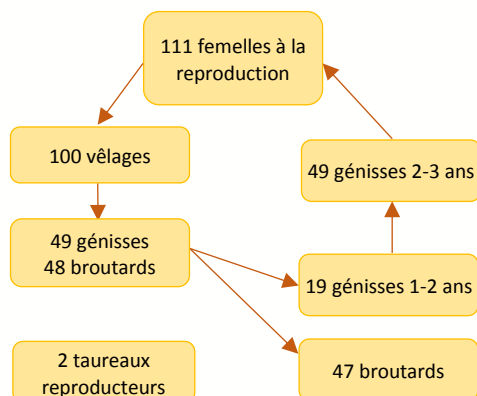 111 femelles à la
reproduction
100 vêlages
49 génisses 2-3 ans
49 génisses
48 broutards
19 génisses 1-2 ans
2 taureaux
reproducteurs
47 broutards